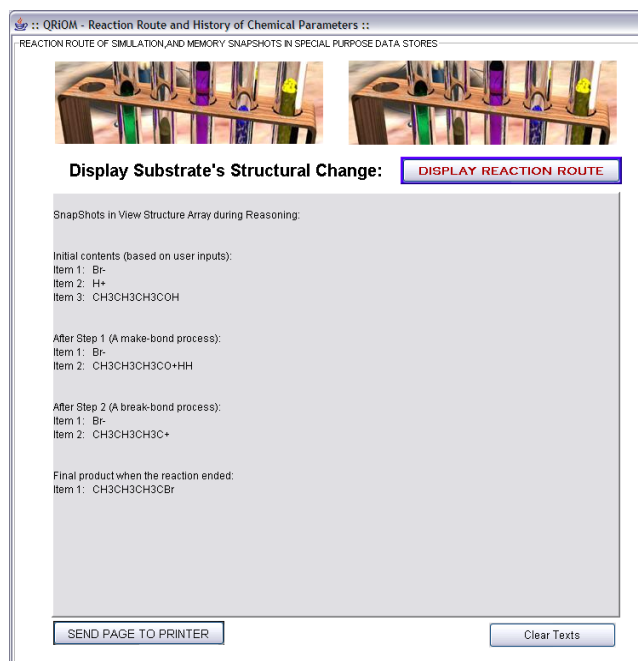 :: QRiOM - Reaction Route and History of Chemical Parameters ::
REACTION ROUTE OF SIMULATION,AND MEMORY SNAPSHOTS IN SPECIAL PURPOSE DATA STORES
Display Substrate's Structural Change:
DISPLAY REACTION ROUTE
SnapShots in View Structure Array during Reasoning:
Initial contents (based on user inputs):
Item 1: Br-
Item 2: H+
Item 3: CH3CH3CH3COH
After Step 1 (A make-bond process):
Item 1: Br-
Item 2: CH3CH3CH3CO+HH
After Step 2 (A break-bond process):
Item 1: Br-
Item 2: CH3CH3CH3C+
Final product when the reaction ended:
Item 1: CH3CH3CH3CBr
SEND PAGE TO PRINTER
Clear Texts